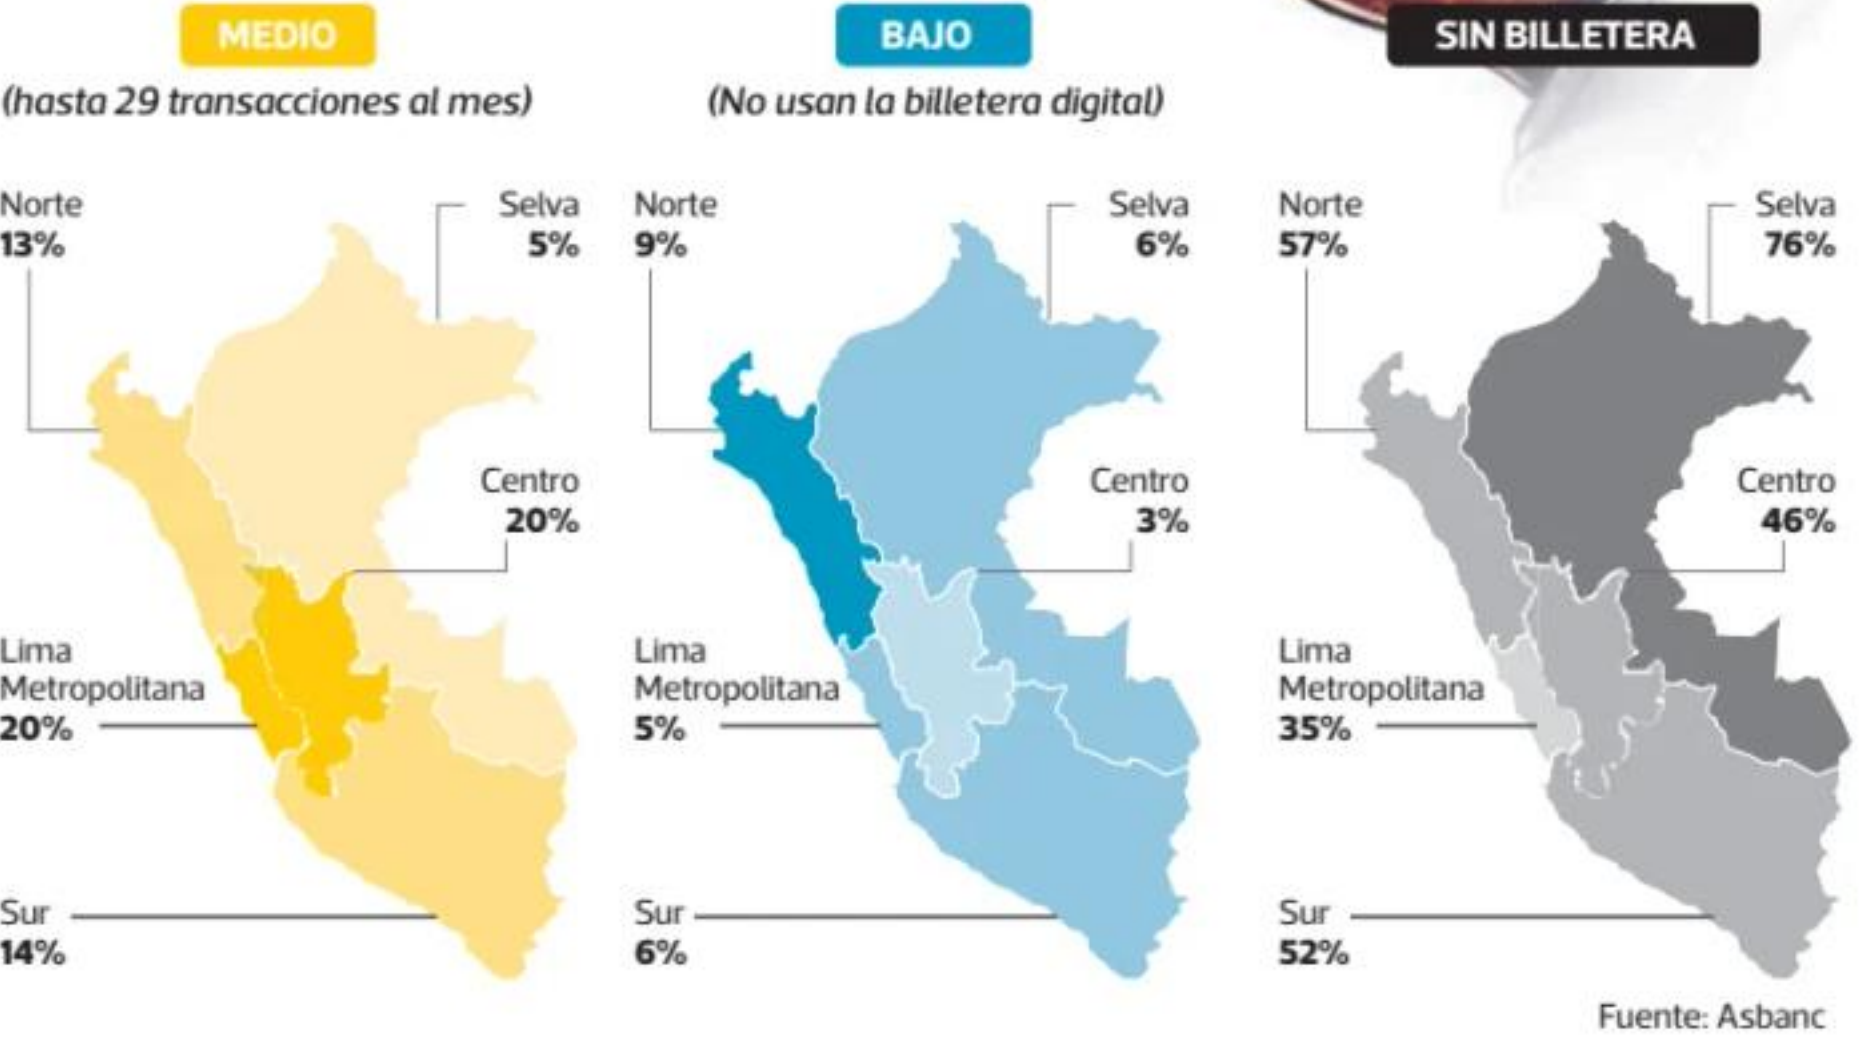 MEDIO
(hasta 29 transacciones al mes)
Norte
13%
Selva
5%
Centro
20%
Lima
Metropolitana
20%
Sur
14%
BAJO
(No usan la billetera digital)
Norte
9%
Selva
6%
Centro
3%
Lima
Metropolitana
5%
Sur
6%
SIN BILLETERA
Norte
57%
Selva
76%
Centro
46%
Lima
Metropolitana
35%
Sur
52%
Fuente: Asbanc